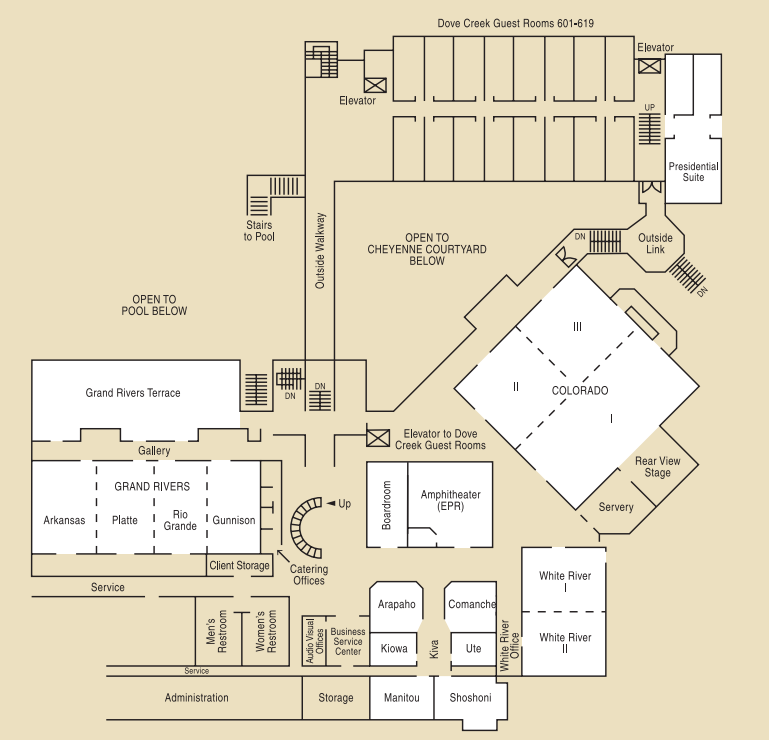 Dove Creek Guest Rooms 601-619
Elevator
Elevator
UP
Presidential
Suite
Stairs
to Pool
Outside Walkway
OPEN TO
CHEYENNE COURTYARD
BELOW
DN
Outside
Link
DN
OPEN TO
POOL BELOW
III
II
COLORADO
I
Grand Rivers Terrace
DN
DN
Gallery
Elevator to Dove
Creek Guest Rooms
Rear View
Stage
Servery
GRAND RIVERS
Arkansas
Platte
Rio
Grande
Gunnison
Up
Boardroom
Amphitheater
(EPR)
Client Storage
Catering
Offices
Service
Men's
Restroom
Women's
Restroom
Audio Visual
Offices
Business
Service
Center
Arapaho
Comanche
Kiowa
Kiva
Ute
White River
Office
White River
I
White River
II
Service
Administration
Storage
Manitou
Shoshoni